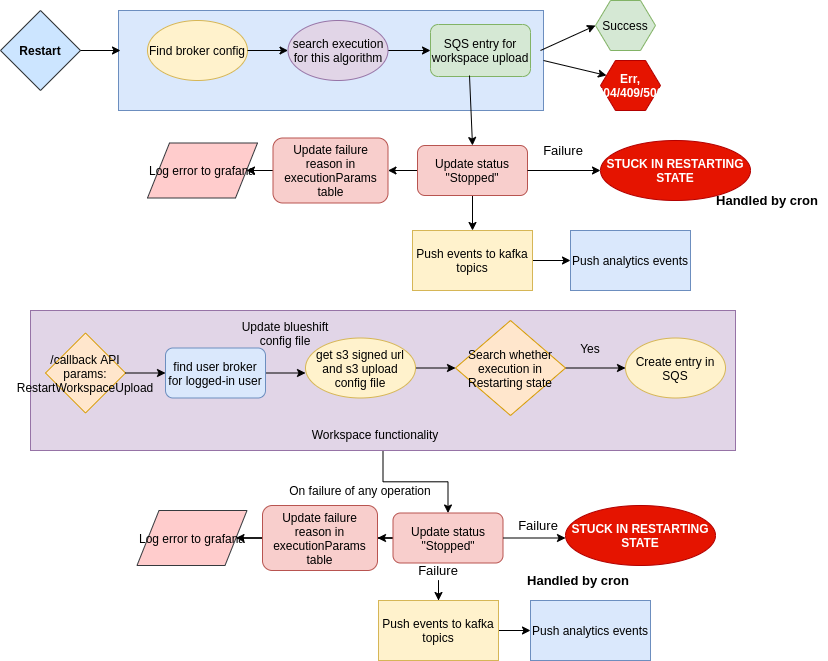 Restart
Find broker config
search execution
for this algorithm
SQS entry for
workspace upload
Success
Err,
04/409/50
Update failure
reason in
executionParams
table
Log error to grafana
Update status
"Stopped"
Failure
STUCK IN RESTARTING
STATE
Handled by cron
Push events to kafka
topics
Push analytics events
Update blueshift
config file
/callback API
params:
RestartWorkspaceUpload
find user broker
for logged-in user
get s3 signed url
and s3 upload
config file
Search whether
execution in
Restarting state
Yes
Create entry in
SQS
Workspace functionality
On failure of any operation
Log error to grafana
Update failure
reason in
executionParams
table
Update status
"Stopped"
Failure
STUCK IN RESTARTING
STATE
Failure
Handled by cron
Push events to kafka
topics
Push analytics events